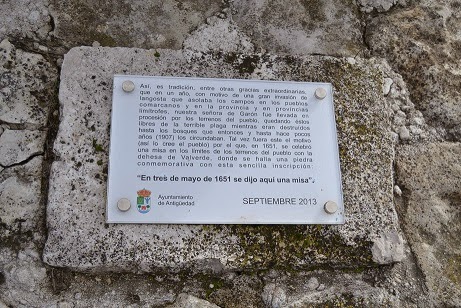 Así, es tradición, entre otras gracias extraordinarias,
que en un año, con motivo de una gran invasión de
langosta que asolaba los campos en los pueblos
comarcanos y en la provincia y en provincias
limítrofes, nuestra señora de Garón fue llevada en
procesión por los terrenos del pueblo, quedando éstos
libres de la terrible plaga mientras eran destruidos
hasta los bosques que entonces y hasta hace pocos
años (1907) los circundaban. Tal vez fuera este el motivo
(así lo cree el pueblo) por el que, en 1651, se celebró
una misa en los límites de los terrenos del pueblo con la
dehesa de Valverde, donde se halla una piedra
conmemorativa con esta sencilla inscripción:
"En tres de mayo de 1651 se dijo aquí una misa".
Ayuntamiento
de Antigüedad
SEPTIEMBRE 2013